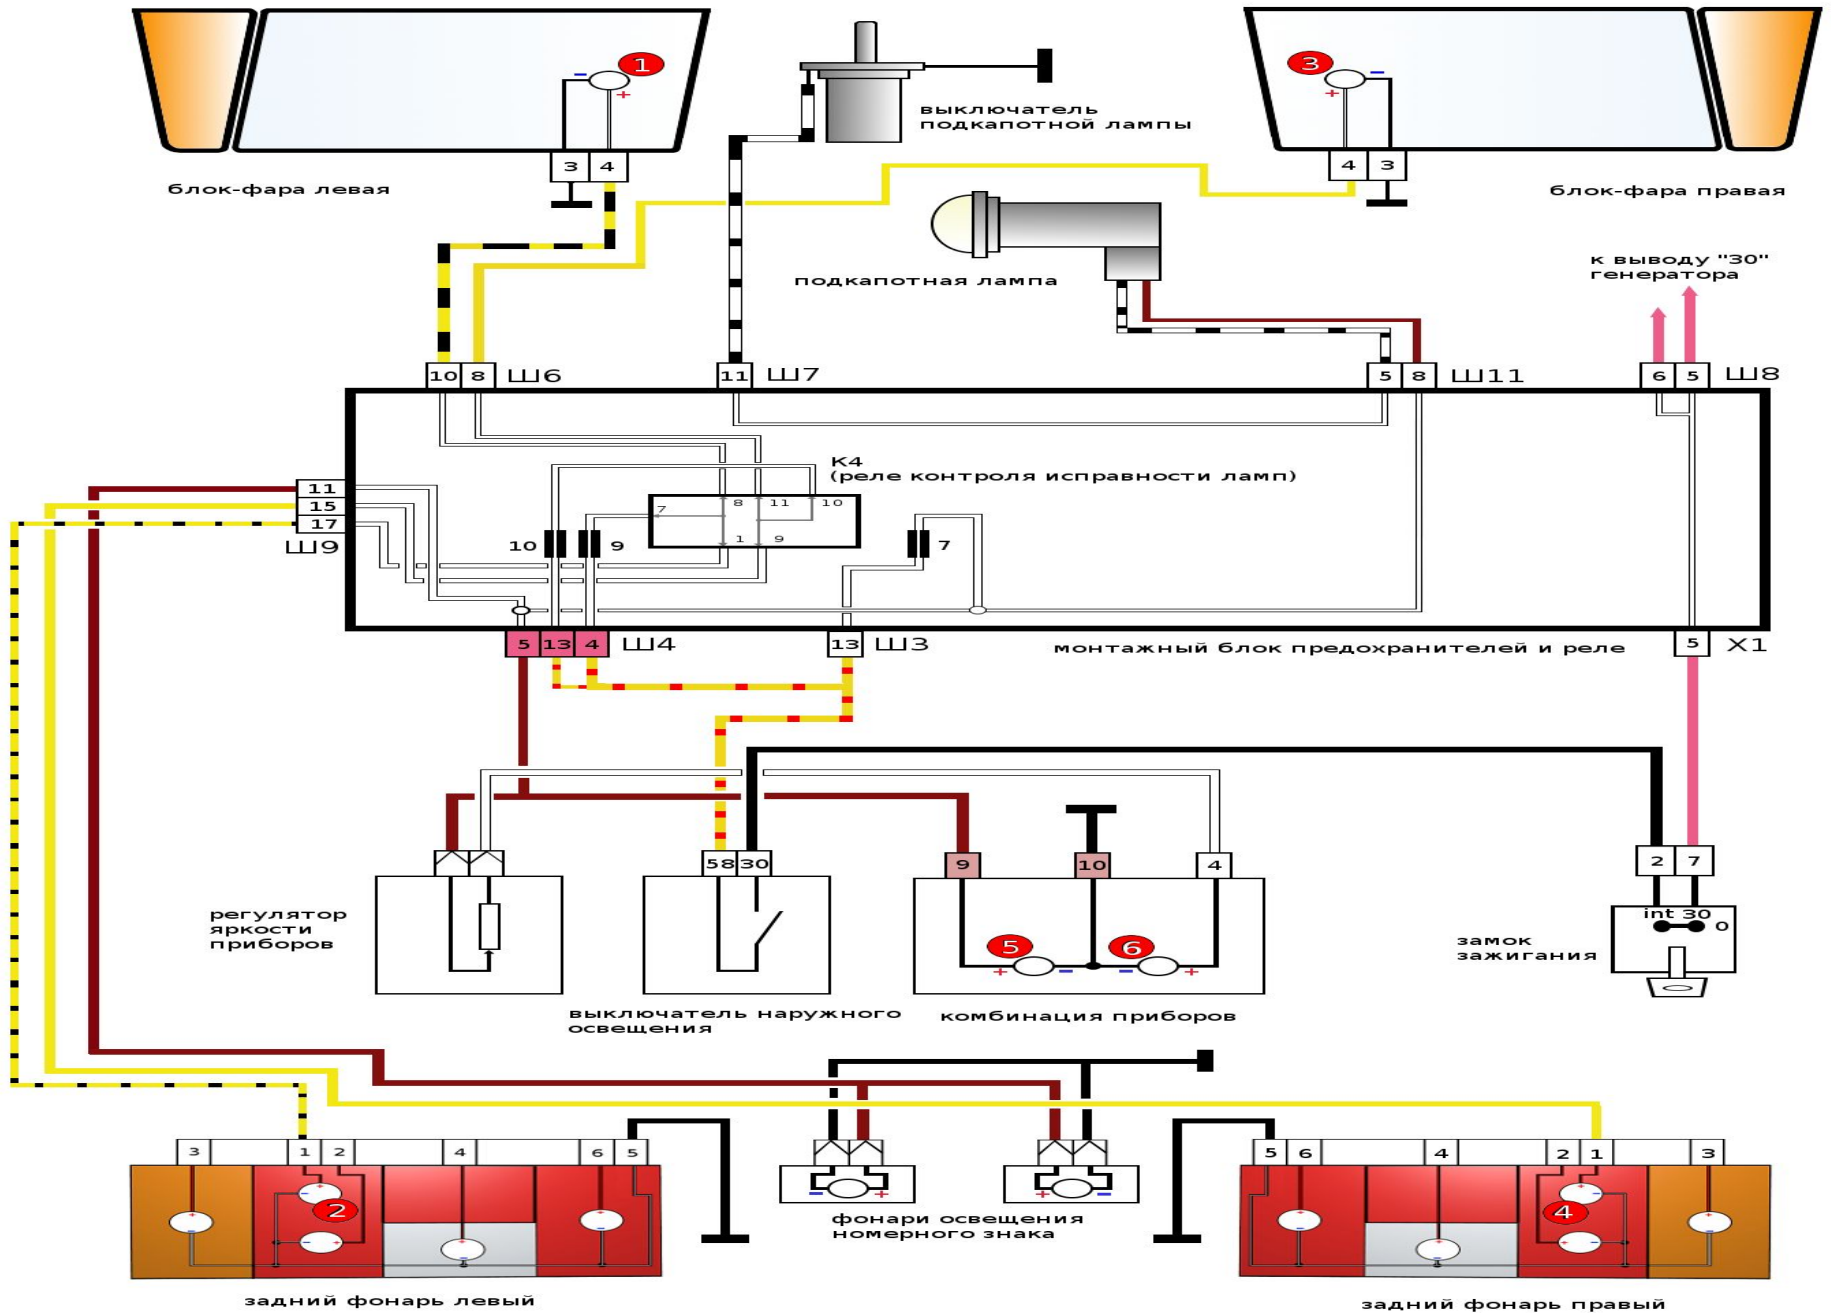 1
3
- +
- +
выключатель
подкапотной лампы
3 4
4 3
блок-фара левая
блок-фара правая
к выводу "30"
генератора
подкапотная лампа
10 8 Ш6
11 Ш7
5 8 Ш11
6 5 Ш8
К4
(реле контроля исправности ламп)
11
15
17
Ш9
7 8 11 10
1 9
10 9 7
5 13 4 Ш4
13 Ш3
монтажный блок предохранителей и реле
5 Х1
58 30
9 10 4
2 7
int 30
0
регулятор
яркости
приборов
5 6
+ - - +
замок
зажигания
выключатель наружного
освещения
комбинация приборов
3 1 2 4 6 5
5 6 4 2 1 3
2
4
- +
+ -
фонари освещения
номерного знака
задний фонарь левый
задний фонарь правый